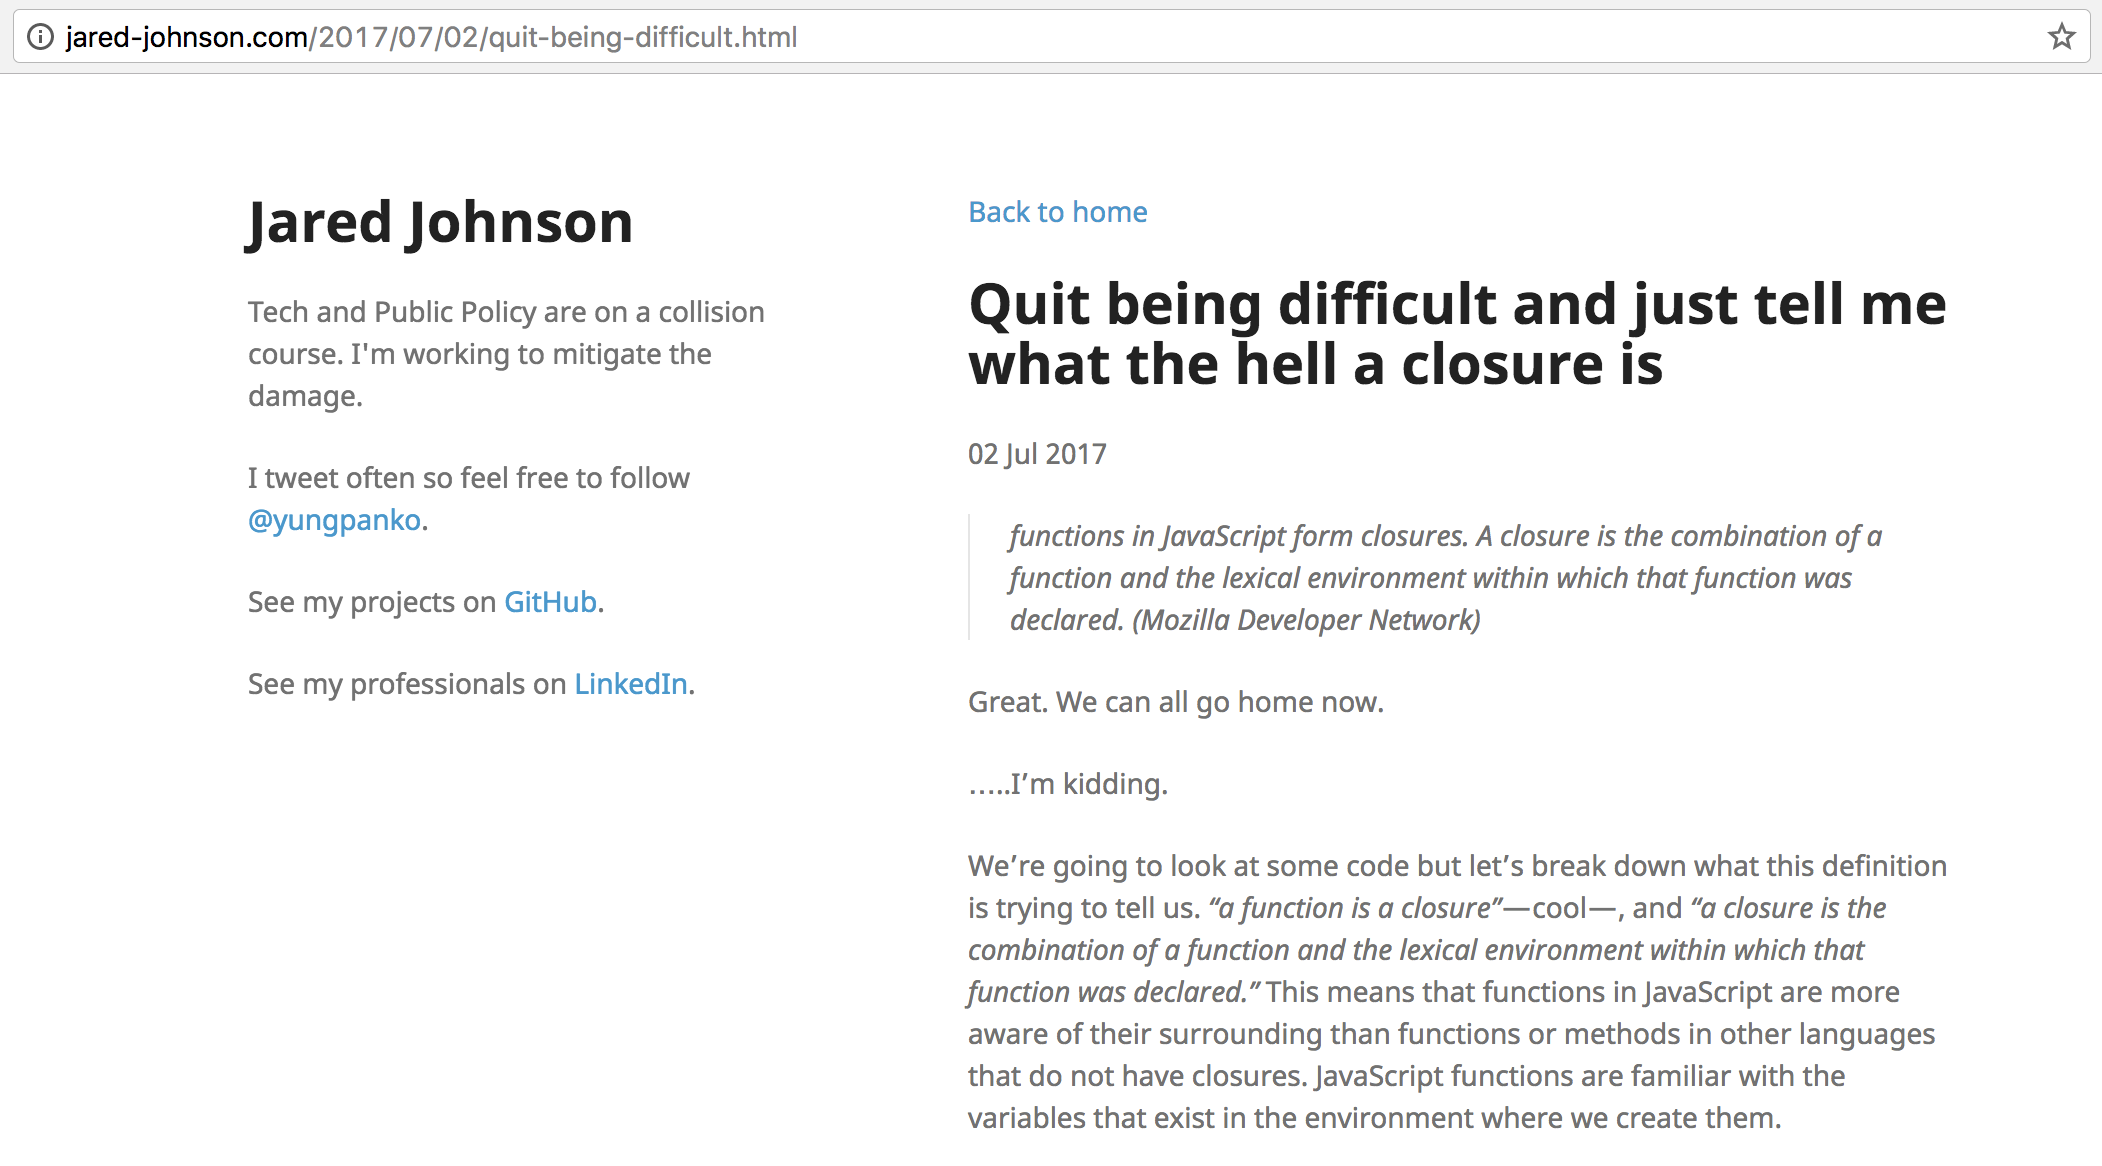 jared-johnson.com/2017/07/02/quit-being-difficult.html
Jared Johnson
Tech and Public Policy are on a collision
course. I'm working to mitigate the
damage.
I tweet often so feel free to follow
@yungpanko.
See my projects on GitHub.
See my professionals on LinkedIn.
Back to home
Quit being difficult and just tell me
what the hell a closure is
02 Jul 2017
functions in JavaScript form closures. A closure is the combination of a
function and the lexical environment within which that function was
declared. (Mozilla Developer Network)
Great. We can all go home now.
…..I’m kidding.
We’re going to look at some code but let’s break down what this definition
is trying to tell us. “a function is a closure”—cool—, and “a closure is the
combination of a function and the lexical environment within which that
function was declared.” This means that functions in JavaScript are more
aware of their surrounding than functions or methods in other languages
that do not have closures. JavaScript functions are familiar with the
variables that exist in the environment where we create them.